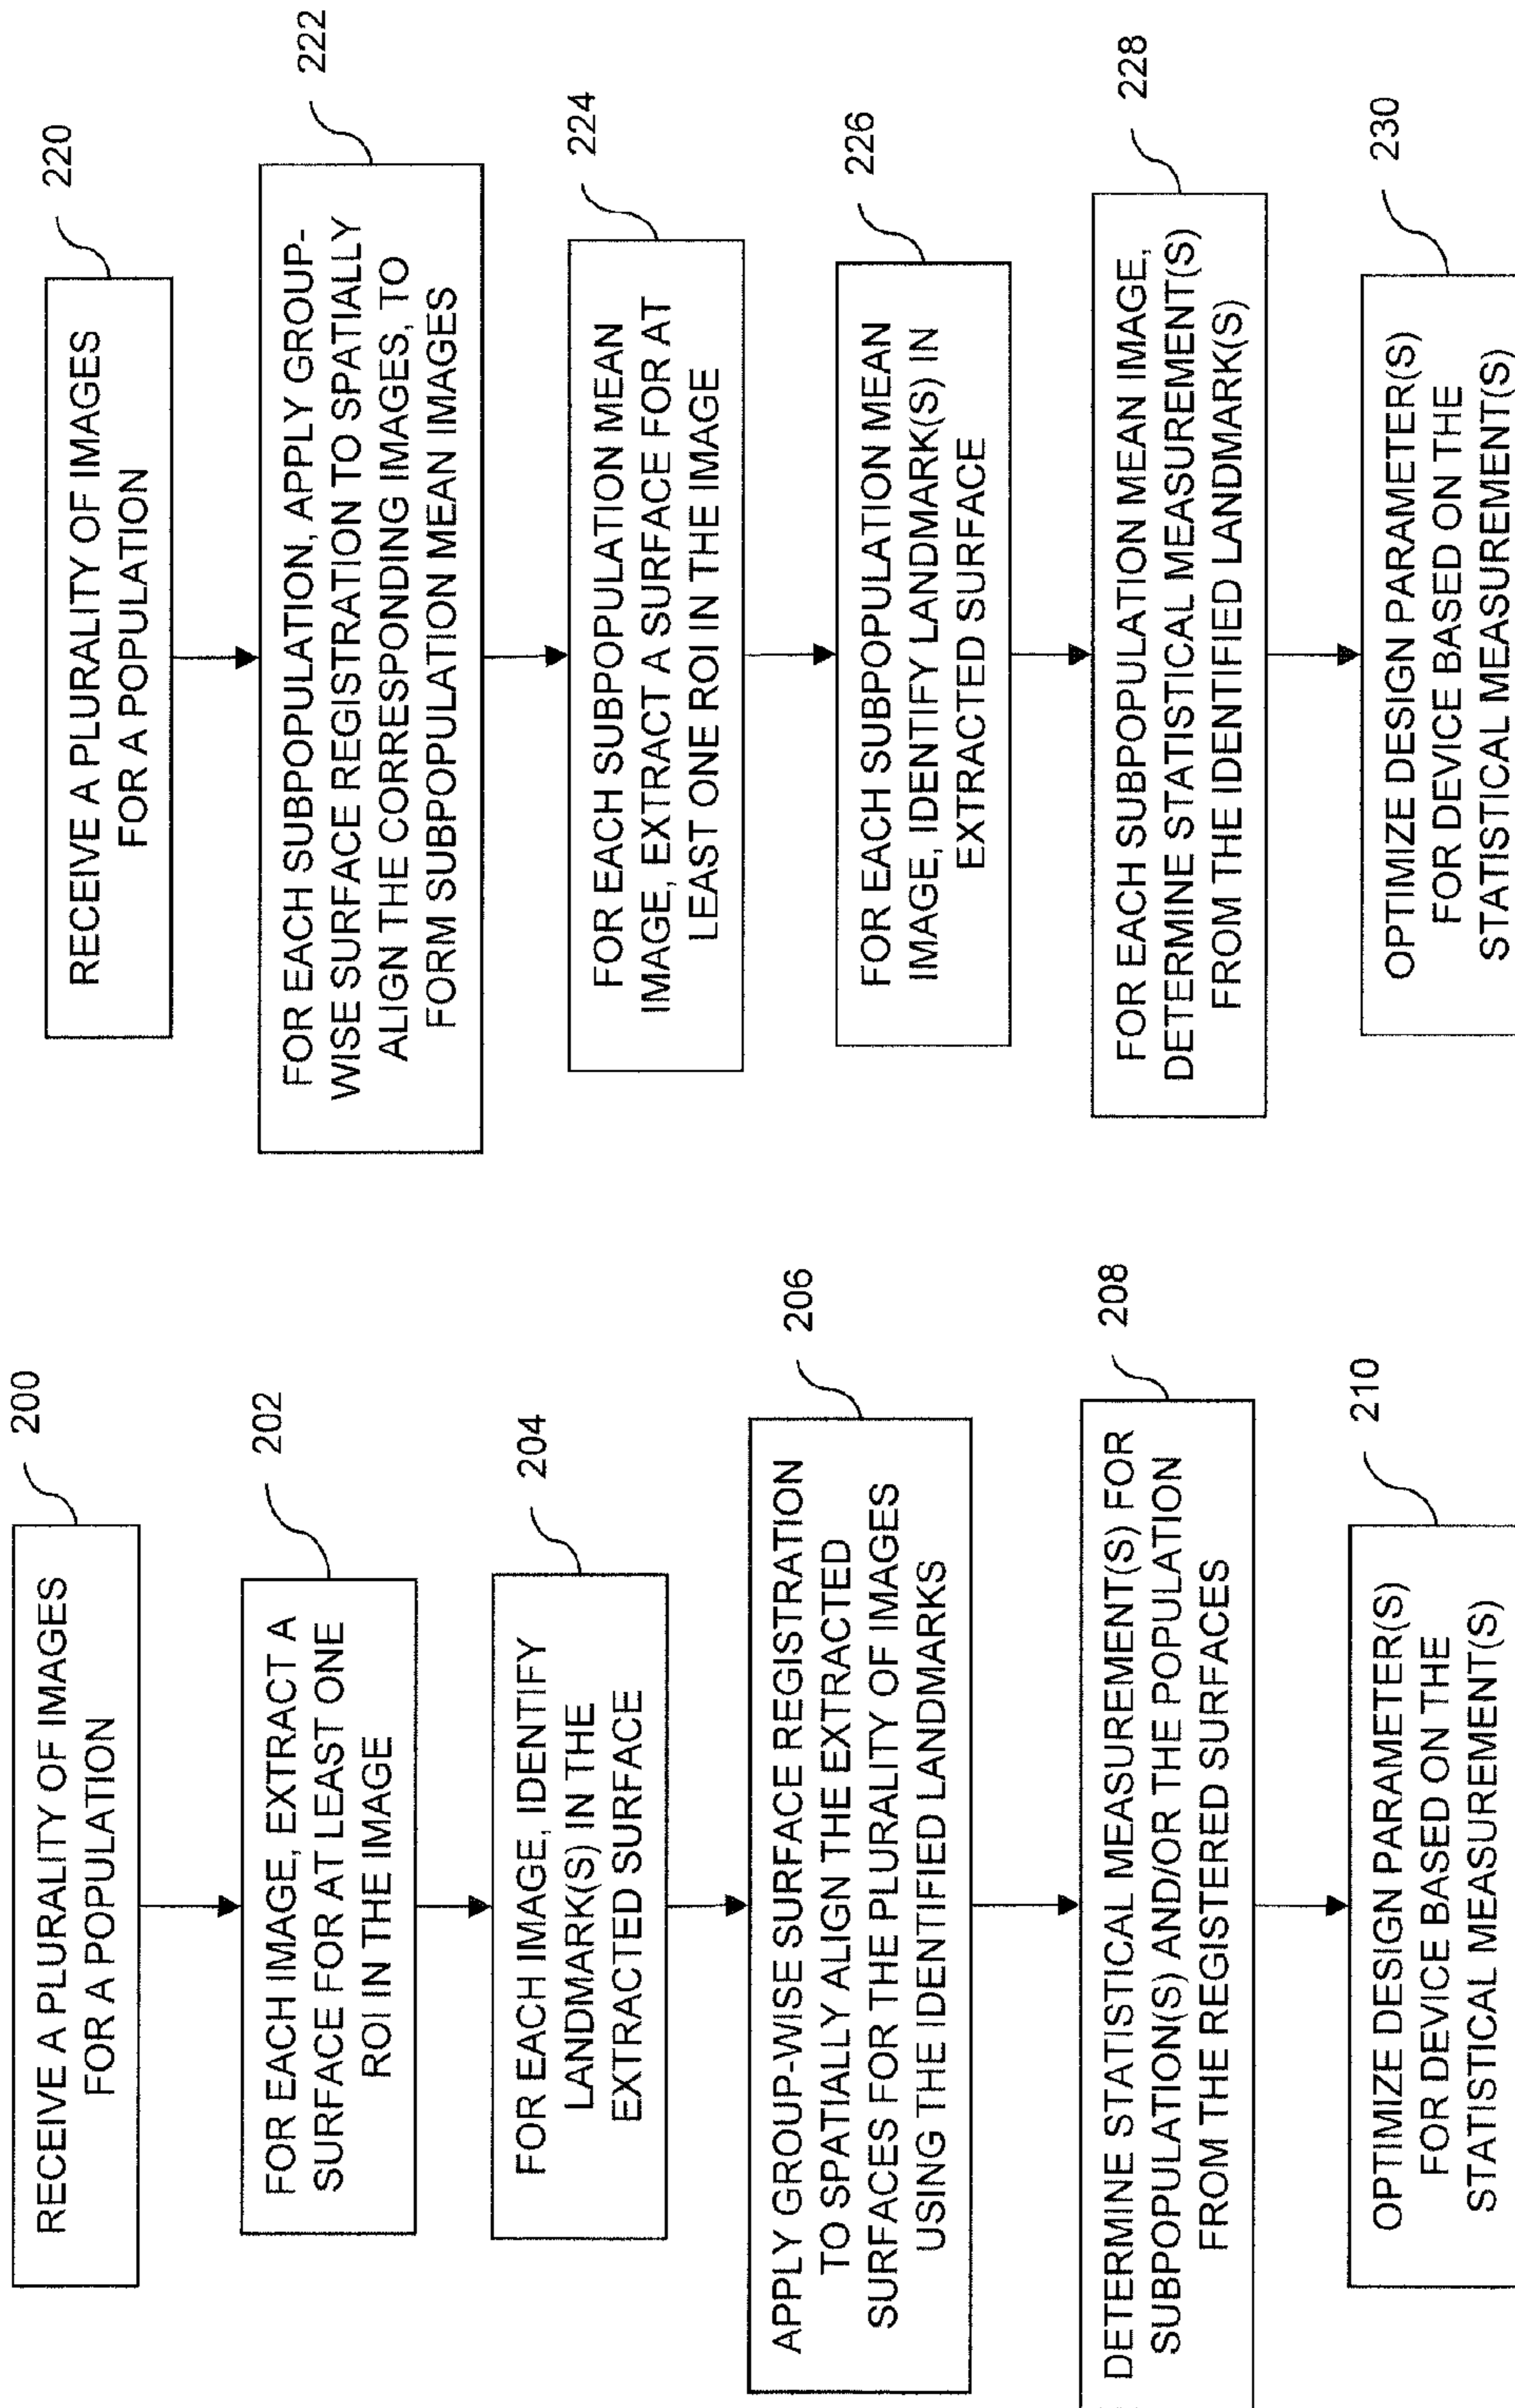 200
RECEIVE A PLURALITY OF IMAGES
FOR A POPULATION
202
FOR EACH IMAGE, EXTRACT A
SURFACE FOR AT LEAST ONE
ROI IN THE IMAGE
204
FOR EACH IMAGE, IDENTIFY
LANDMARK(S) IN THE
EXTRACTED SURFACE
206
APPLY GROUP-WISE SURFACE REGISTRATION
TO SPATIALLY ALIGN THE EXTRACTED
SURFACES FOR THE PLURALITY OF IMAGES
USING THE IDENTIFIED LANDMARKS
208
DETERMINE STATISTICAL MEASUREMENT(S) FOR
SUBPOPULATION(S) AND/OR THE POPULATION
FROM THE REGISTERED SURFACES
210
OPTIMIZE DESIGN PARAMETER(S)
FOR DEVICE BASED ON THE
STATISTICAL MEASUREMENT(S)
220
RECEIVE A PLURALITY OF IMAGES
FOR A POPULATION
222
FOR EACH SUBPOPULATION, APPLY GROUP-
WISE SURFACE REGISTRATION TO SPATIALLY
ALIGN THE CORRESPONDING IMAGES, TO
FORM SUBPOPULATION MEAN IMAGES
224
FOR EACH SUBPOPULATION MEAN
IMAGE, EXTRACT A SURFACE FOR AT
LEAST ONE ROI IN THE IMAGE
226
FOR EACH SUBPOPULATION MEAN
IMAGE, IDENTIFY LANDMARK(S) IN
EXTRACTED SURFACE
228
FOR EACH SUBPOPULATION MEAN IMAGE,
DETERMINE STATISTICAL MEASUREMENT(S)
FROM THE IDENTIFIED LANDMARK(S)
230
OPTIMIZE DESIGN PARAMETER(S)
FOR DEVICE BASED ON THE
STATISTICAL MEASUREMENT(S)